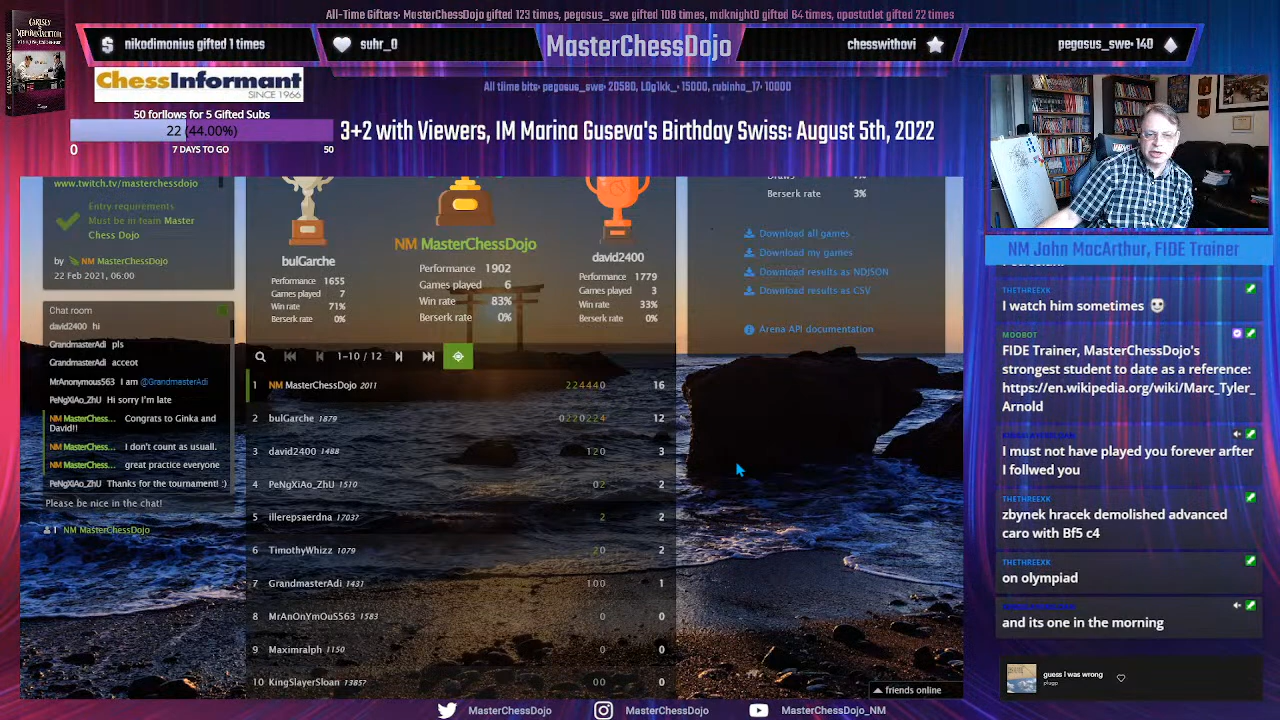 All-Time Gifters: MasterChessDojo gifted 123 times, pegasus_swe gifted 108 times, mdknight0 gifted 64 times, apostatlet gifted 22 times
nikodimonius gifted 1 times
suhr_0
MasterChessDojo
chesswithavi
pegasus_swe: 140
ChessInformant
SINCE 1966
All time bits: pegasus_swe: 20580, L0g1kk_: 15000, rubinho_17: 10000
50 forllows for 5 Gifted Subs
22 (44.00%)
0
7 DAYS TO GO
50
3+2 with Viewers, IM Marina Guseva's Birthday Swiss: August 5th, 2022
www.twitch.tv/masterchessdojo
Entry requirements
Must be in team Master
Chess Dojo
by NM MasterChessDojo
22 Feb 2021, 06:00
Chat room
david2400 hi
GrandmasterAdi pls
GrandmasterAdi acceot
MrAnonymous563 I am @GrandmasterAdi
PeNgXiAo_ZhU Hi sorry I'm late
NM MasterChess... Congrats to Ginka and
David!!
NM MasterChess... I don't count as usuall.
NM MasterChess... great practice everyone
PeNgXiAo_ZhU Thanks for the tournament! :)
Please be nice in the chat!
1 NM MasterChessDojo
bulGarche
Performance 1655
Games played 7
Win rate 71%
Berserk rate 0%
NM MasterChessDojo
Performance 1902
Games played 6
Win rate 83%
Berserk rate 0%
david2400
Performance 1779
Games played 3
Win rate 33%
Berserk rate 0%
1-10 / 12
1 NM MasterChessDojo 2011 224440 16
2 bulGarche 1879 0220224 12
3 david2400 1488 120 3
4 PeNgXiAo_ZhU 1510 02 2
5 illerepsaerdna 1703? 2 2
6 TimothyWhizz 1079 20 2
7 GrandmasterAdi 1431 100 1
8 MrAnOnYmOuS563 1583 0 0
9 Maximralph 1150 0 0
10 KingSlayerSloan 1385? 00 0
Berserk rate 3%
Download all games
Download my games
Download results as NDJSON
Download results as CSV
Arena API documentation
friends online
NM John MacArthur, FIDE Trainer
THETHREEXK
I watch him sometimes
MOOBOT
FIDE Trainer, MasterChessDojo's
strongest student to date as a reference:
https://en.wikipedia.org/wiki/Marc_Tyler_
Arnold
I must not have played you forever arfter
I follwed you
THETHREEXK
zbynek hracek demolished advanced
caro with Bf5 c4
THETHREEXK
on olympiad
and its one in the morning
guess I was wrong
plugp
MasterChessDojo
MasterChessDojo
MasterChessDojo_NM